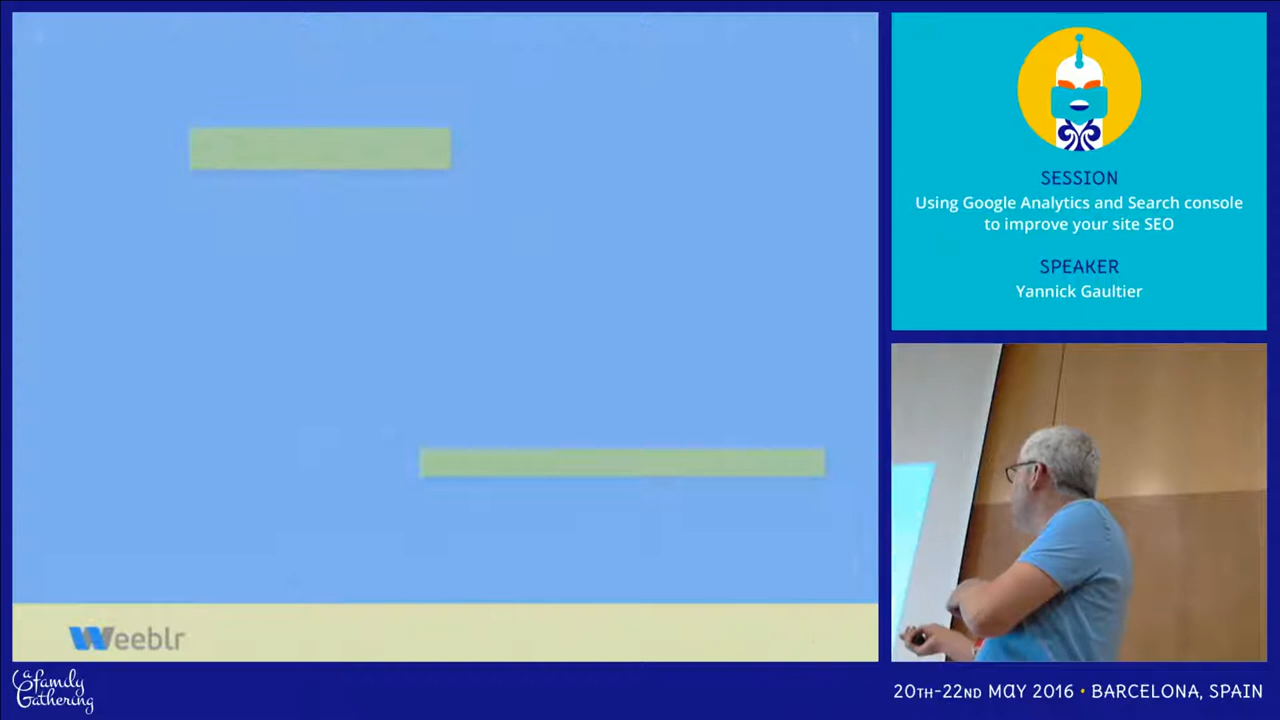 SESSION
Using Google Analytics and Search console
to improve your site SEO
SPEAKER
Yannick Gaultier
Weeblr
a family
Gathering
20TH-22ND MAY 2016 • BARCELONA, SPAIN